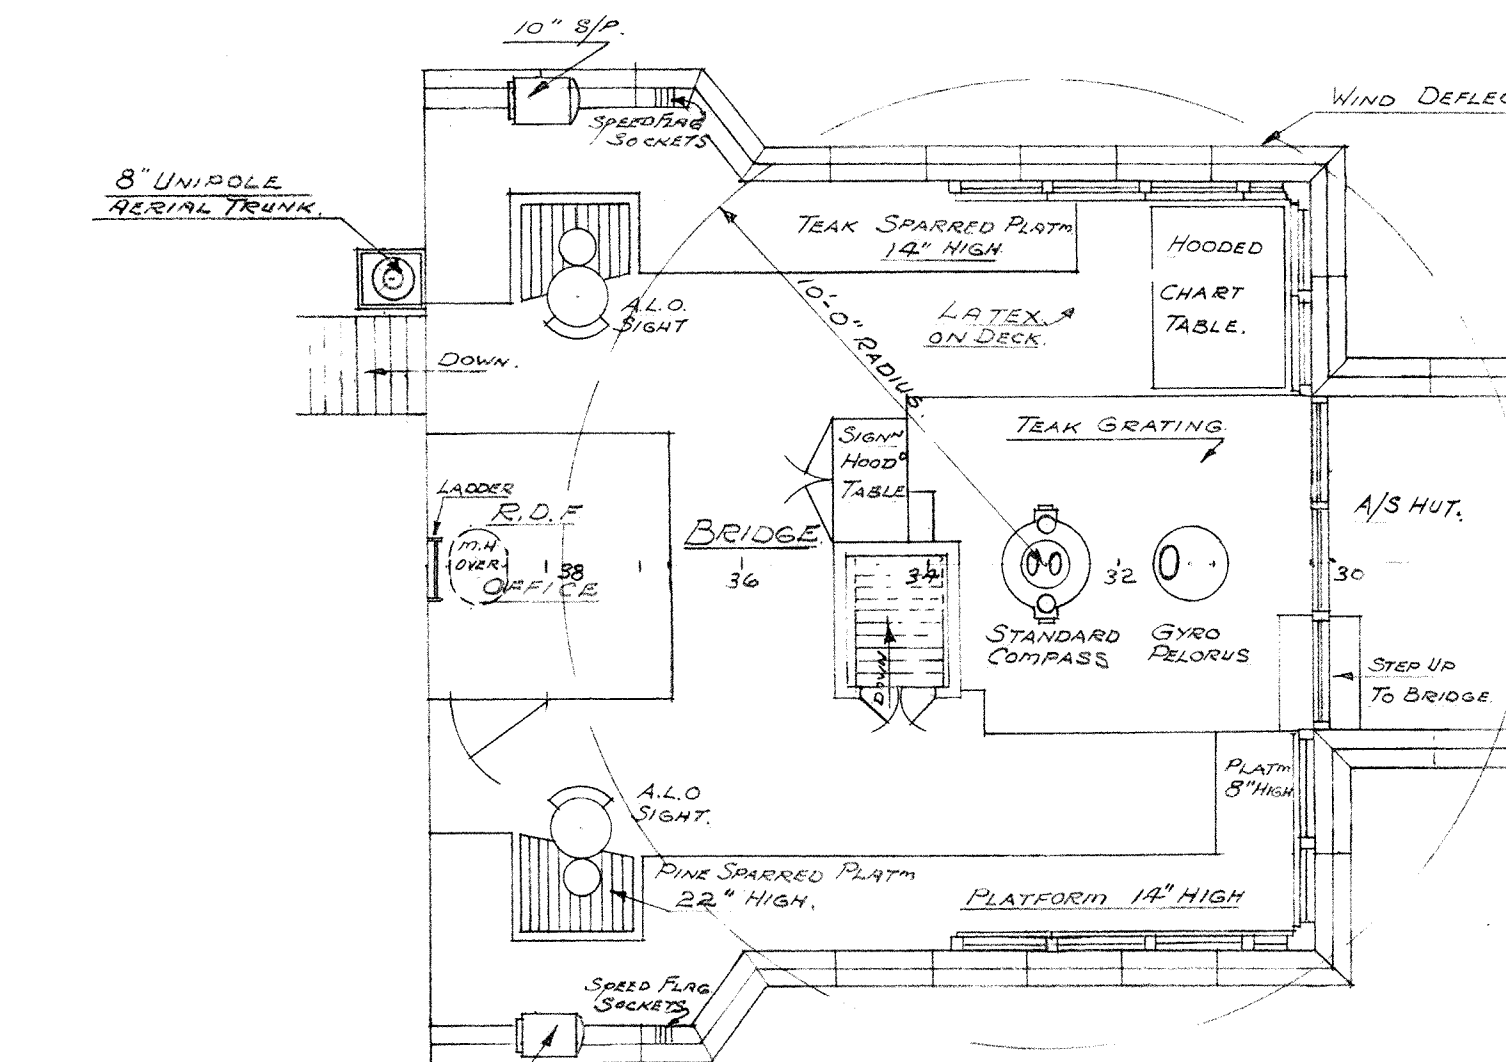 10" S/P.
WIND DEFLEC
SPEED FLAG
SOCKETS
8" UNIPOLE
AERIAL TRUNK.
TEAK SPARRED PLATM
14" HIGH
HOODED
CHART
TABLE.
A.L.O.
SIGHT
10'-0" RADIUS.
LATEX.
ON DECK.
DOWN.
TEAK GRATING
SIGNN
HOODD
TABLE
LADDER
R.D.F
OFFICE
M.H
OVER
38
BRIDGE.
36
34
32
30
A/S HUT.
DOWN
STANDARD
COMPASS
GYRO
PELORUS
STEP UP
TO BRIDGE.
PLATM
8" HIGH
A.L.O
SIGHT.
PINE SPARRED PLATM
22" HIGH.
PLATFORM 14" HIGH
SPEED FLAG
SOCKETS